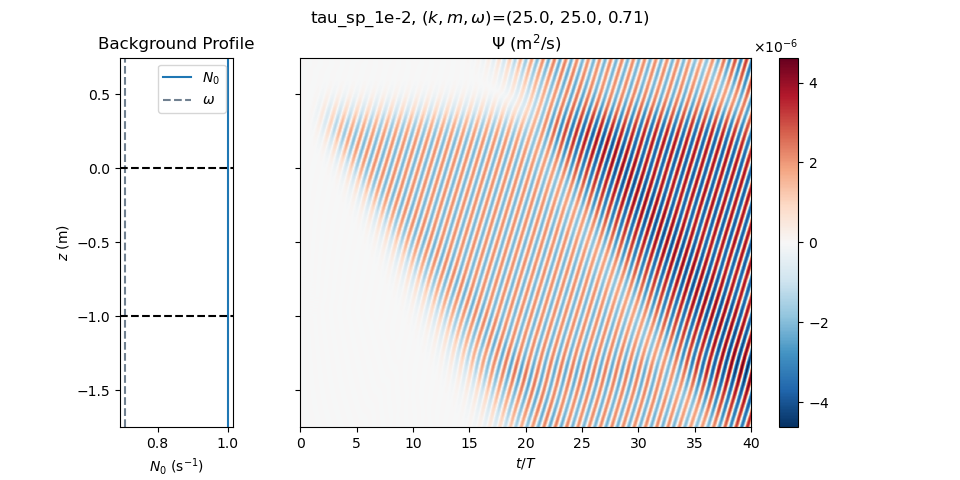 tau_sp_1e-2, (k, m, ω)=(25.0, 25.0, 0.71)
Background Profile
Ψ (m²/s)
×10⁻⁶
N₀
ω
0.5
0.0
−0.5
−1.0
−1.5
z (m)
0.8 1.0
N₀ (s⁻¹)
0 5 10 15 20 25 30 35 40
t/T
4
2
0
−2
−4